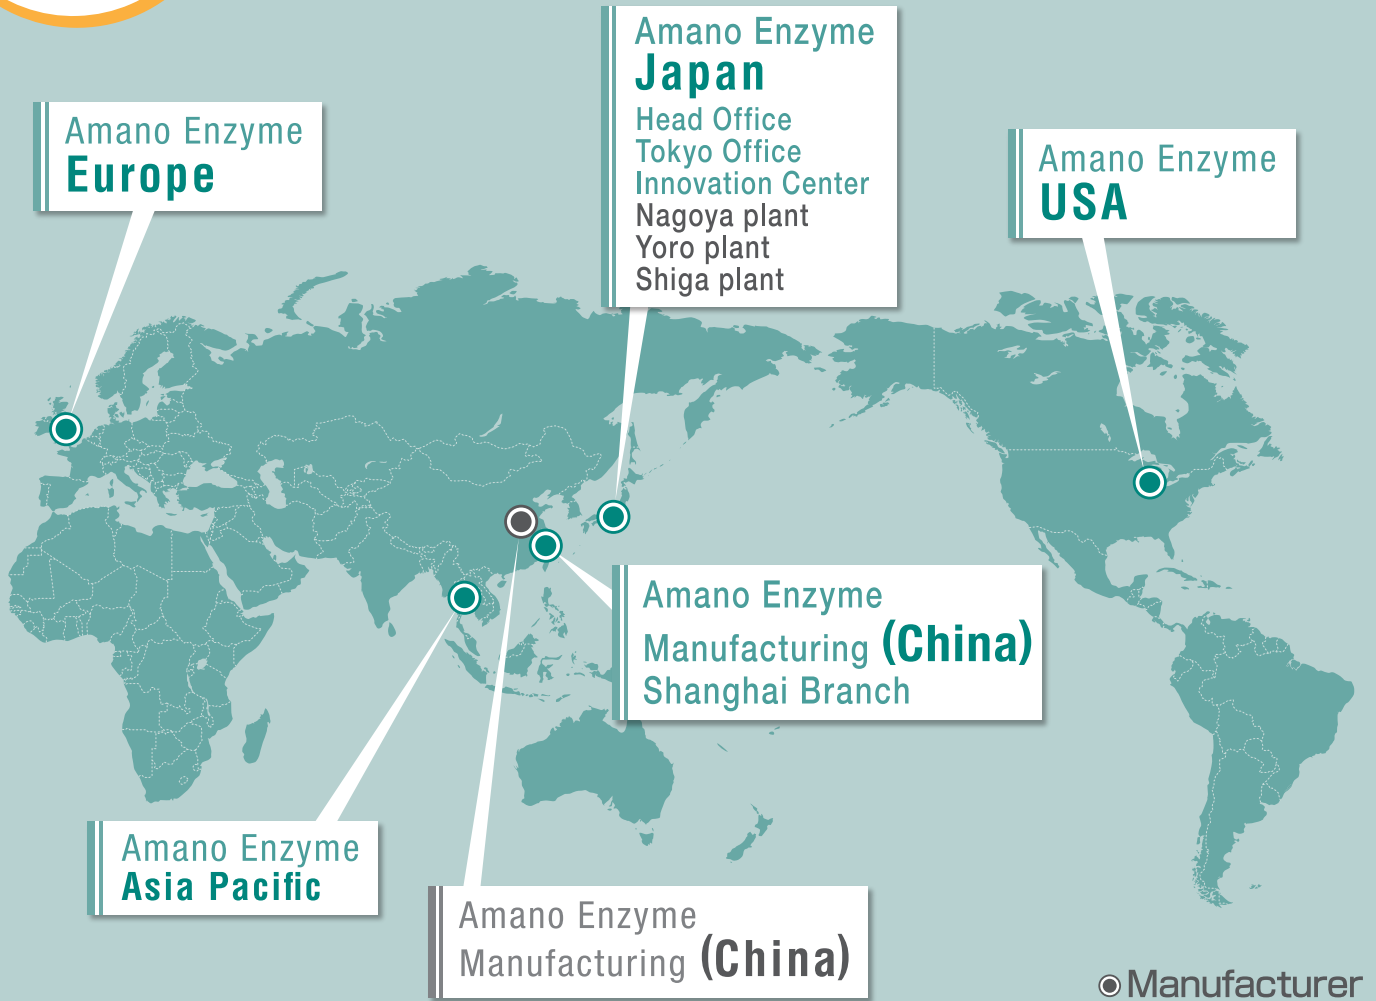 Amano Enzyme
Japan
Head Office
Tokyo Office
Innovation Center
Nagoya plant
Yoro plant
Shiga plant
Amano Enzyme
Europe
Amano Enzyme
USA
Amano Enzyme
Manufacturing (China)
Shanghai Branch
Amano Enzyme
Asia Pacific
Amano Enzyme
Manufacturing (China)
Manufacturer